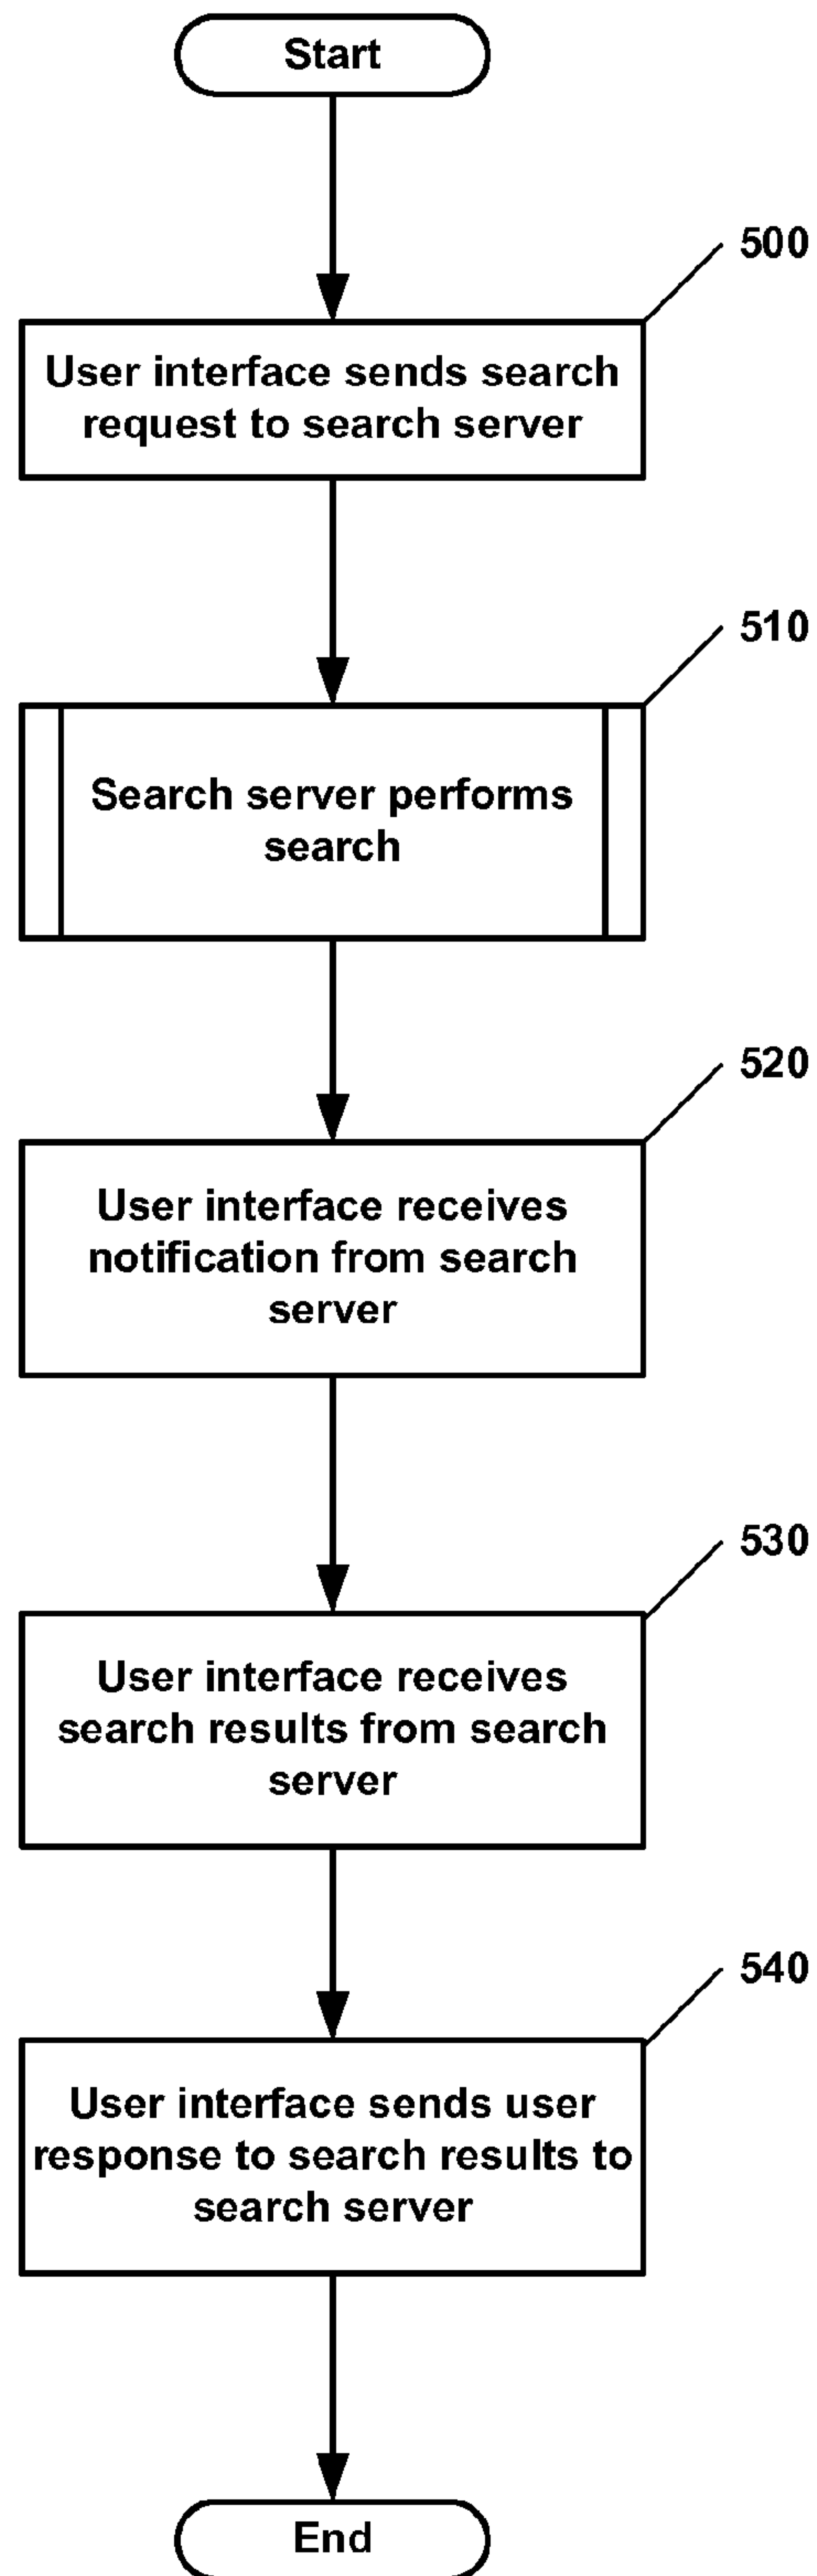 Start
500
User interface sends search
request to search server
510
Search server performs
search
520
User interface receives
notification from search
server
530
User interface receives
search results from search
server
540
User interface sends user
response to search results to
search server
End